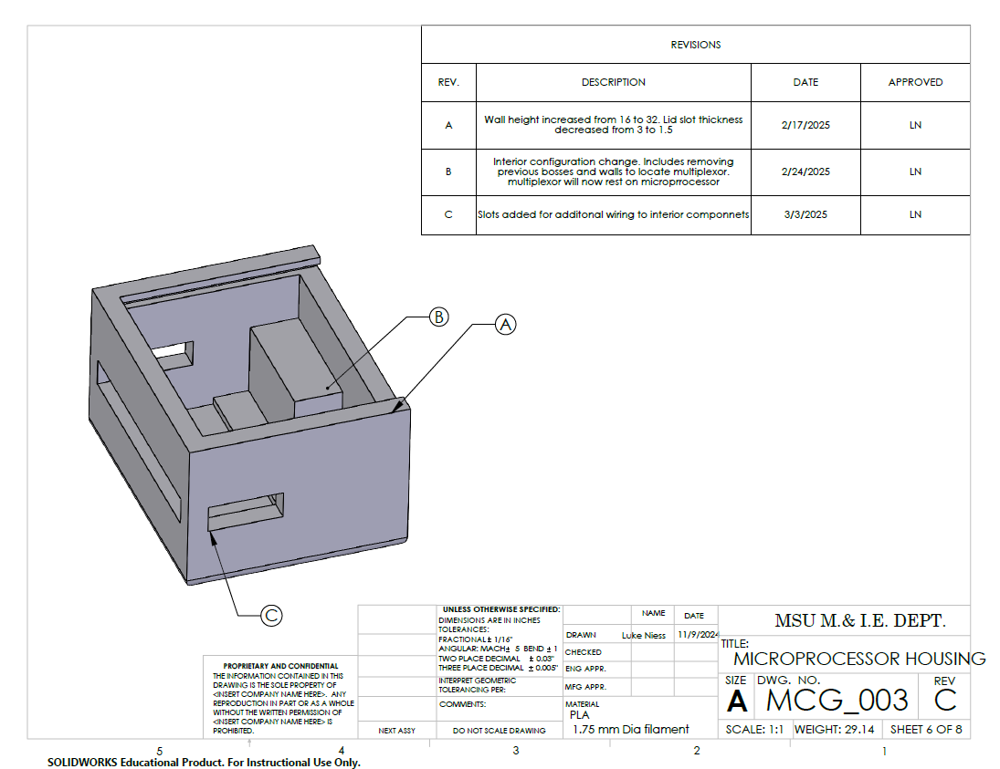 REVISIONS
REV. DESCRIPTION DATE APPROVED
A Wall height increased from 16 to 32. Lid slot thickness decreased from 3 to 1.5 2/17/2025 LN
B Interior configuration change. Includes removing previous bosses and walls to locate multiplexor. multiplexor will now rest on microprrocessor 2/24/2025 LN
C Slots added for additonal wiring to interior componnets 3/3/2025 LN
B
A
C
PROPRIETARY AND CONFIDENTIAL
THE INFORMATION CONTAINED IN THIS
DRAWING IS THE SOLE PROPERTY OF
<INSERT COMPANY NAME HERE>. ANY
REPRODUCTION IN PART OR AS A WHOLE
WITHOUT THE WRITTEN PERMISSION OF
<INSERT COMPANY NAME HERE> IS
PROHIBITED.
NEXT ASSY
UNLESS OTHERWISE SPECIFIED:
DIMENSIONS ARE IN INCHES
TOLERANCES:
FRACTIONAL ± 1/16"
ANGULAR: MACH± 5 BEND ± 1
TWO PLACE DECIMAL ± 0.03"
THREE PLACE DECIMAL ± 0.005"
INTERPRET GEOMETRIC
TOLERANCING PER:
COMMENTS:
DO NOT SCALE DRAWING
NAME DATE
DRAWN Luke Niess 11/9/2024
CHECKED
ENG APPR.
MFG APPR.
MATERIAL
PLA
1.75 mm Dia filament
MSU M.& I.E. DEPT.
TITLE:
MICROPROCESSOR HOUSING
SIZE DWG. NO. REV
A MCG_003 C
SCALE: 1:1 WEIGHT: 29.14 SHEET 6 OF 8
5 4 3 2 1
SOLIDWORKS Educational Product. For Instructional Use Only.